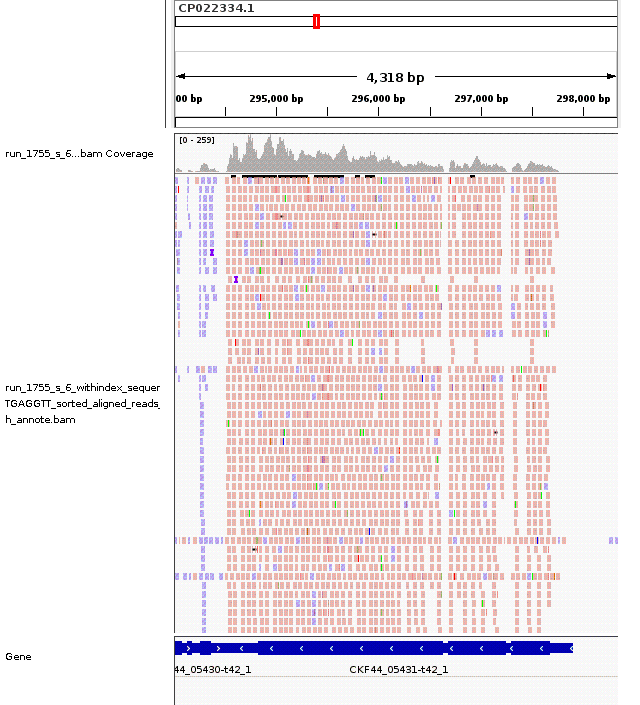 CP022334.1
4,318 bp
00 bp 295,000 bp 296,000 bp 297,000 bp 298,000 bp
[0 - 259]
run_1755_s_6...bam Coverage
run_1755_s_6_withindex_sequer
TGAGGTT_sorted_aligned_reads_
h_annote.bam
Gene
44_05430-t42_1 CKF44_05431-t42_1